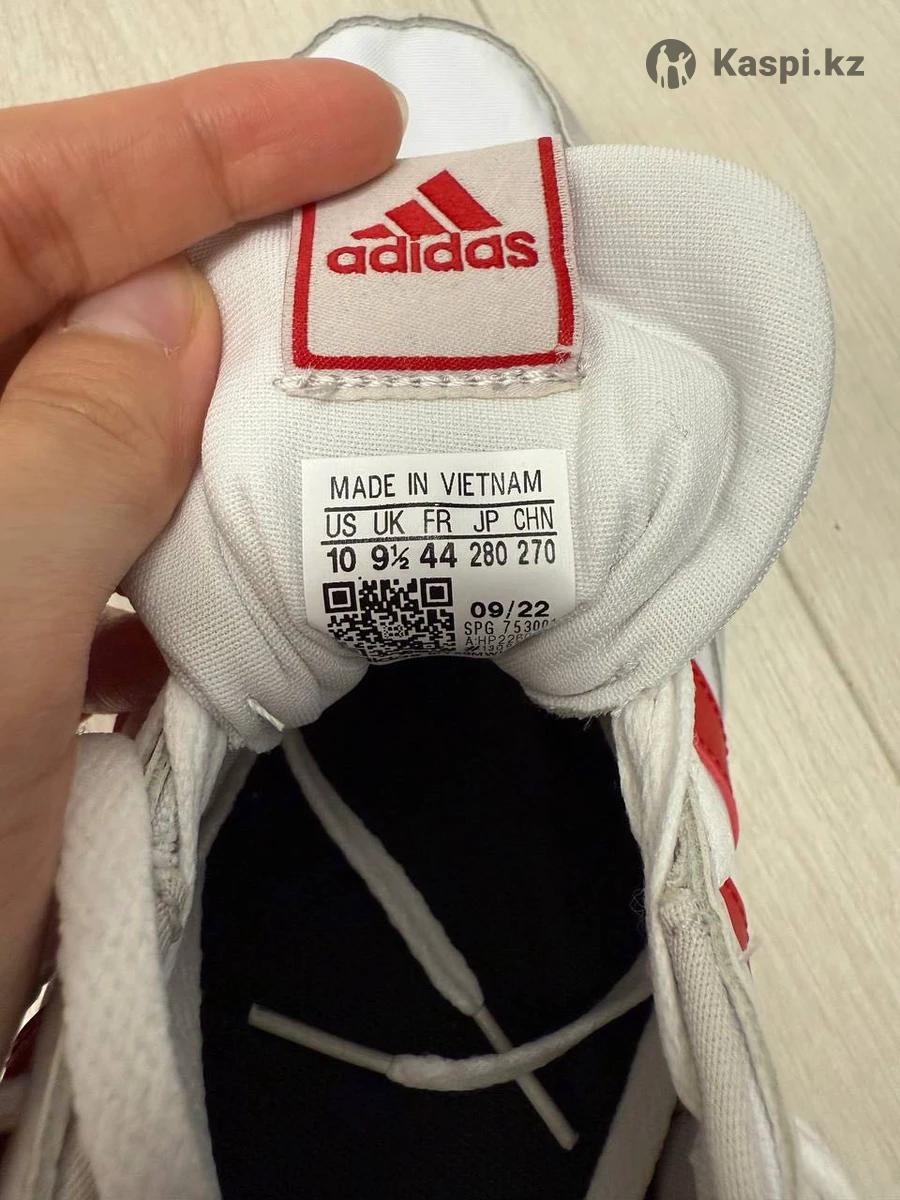 Kaspi.kz
adidas
MADE IN VIETNAM
US UK FR JP CHN
10 9½ 44 280 270
09/22
SPG